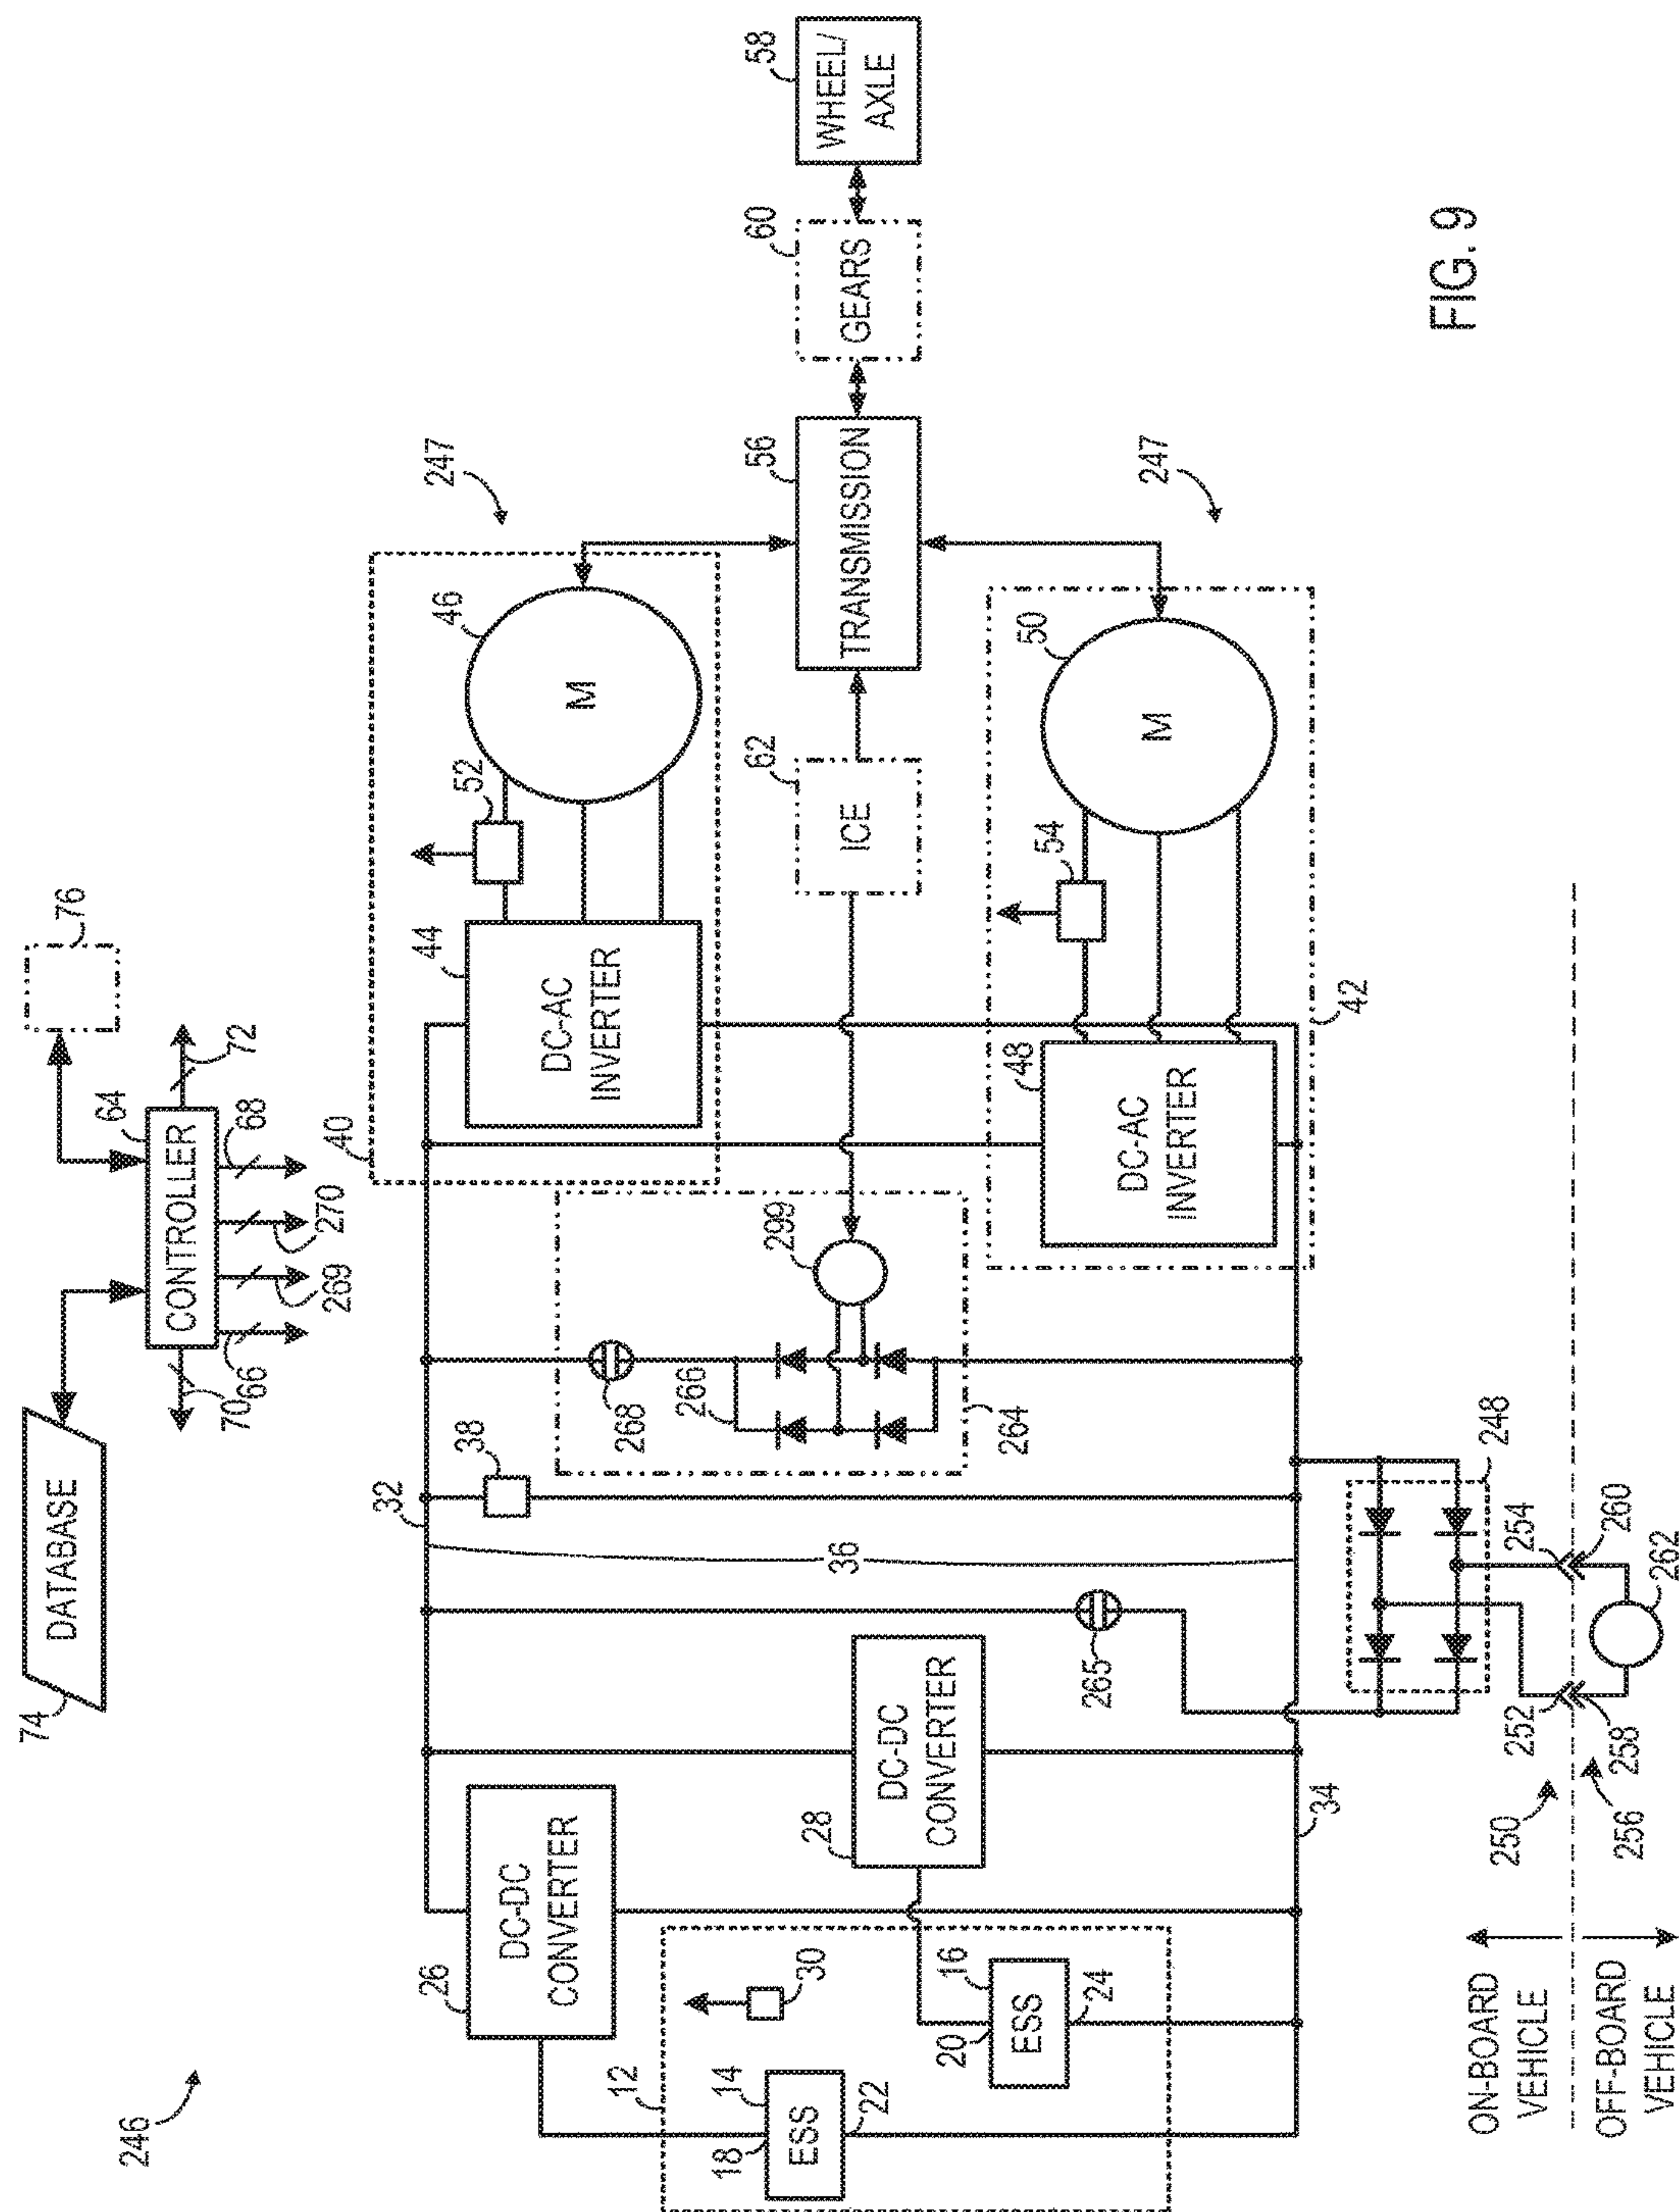 246
74
DATABASE
76
CONTROLLER
64
70
66
269
270
68
72
247
40
44
DC-AC
INVERTER
52
46
M
32
38
36
26
DC-DC
CONVERTER
28
DC-DC
CONVERTER
12
14
18
ESS
22
30
16
20
ESS
24
265
268
266
264
299
62
ICE
56
TRANSMISSION
60
GEARS
58
WHEEL/
AXLE
247
48
DC-AC
INVERTER
54
50
M
42
34
248
250
252
254
256
258
260
262
ON-BOARD
VEHICLE
OFF-BOARD
VEHICLE
FIG. 9